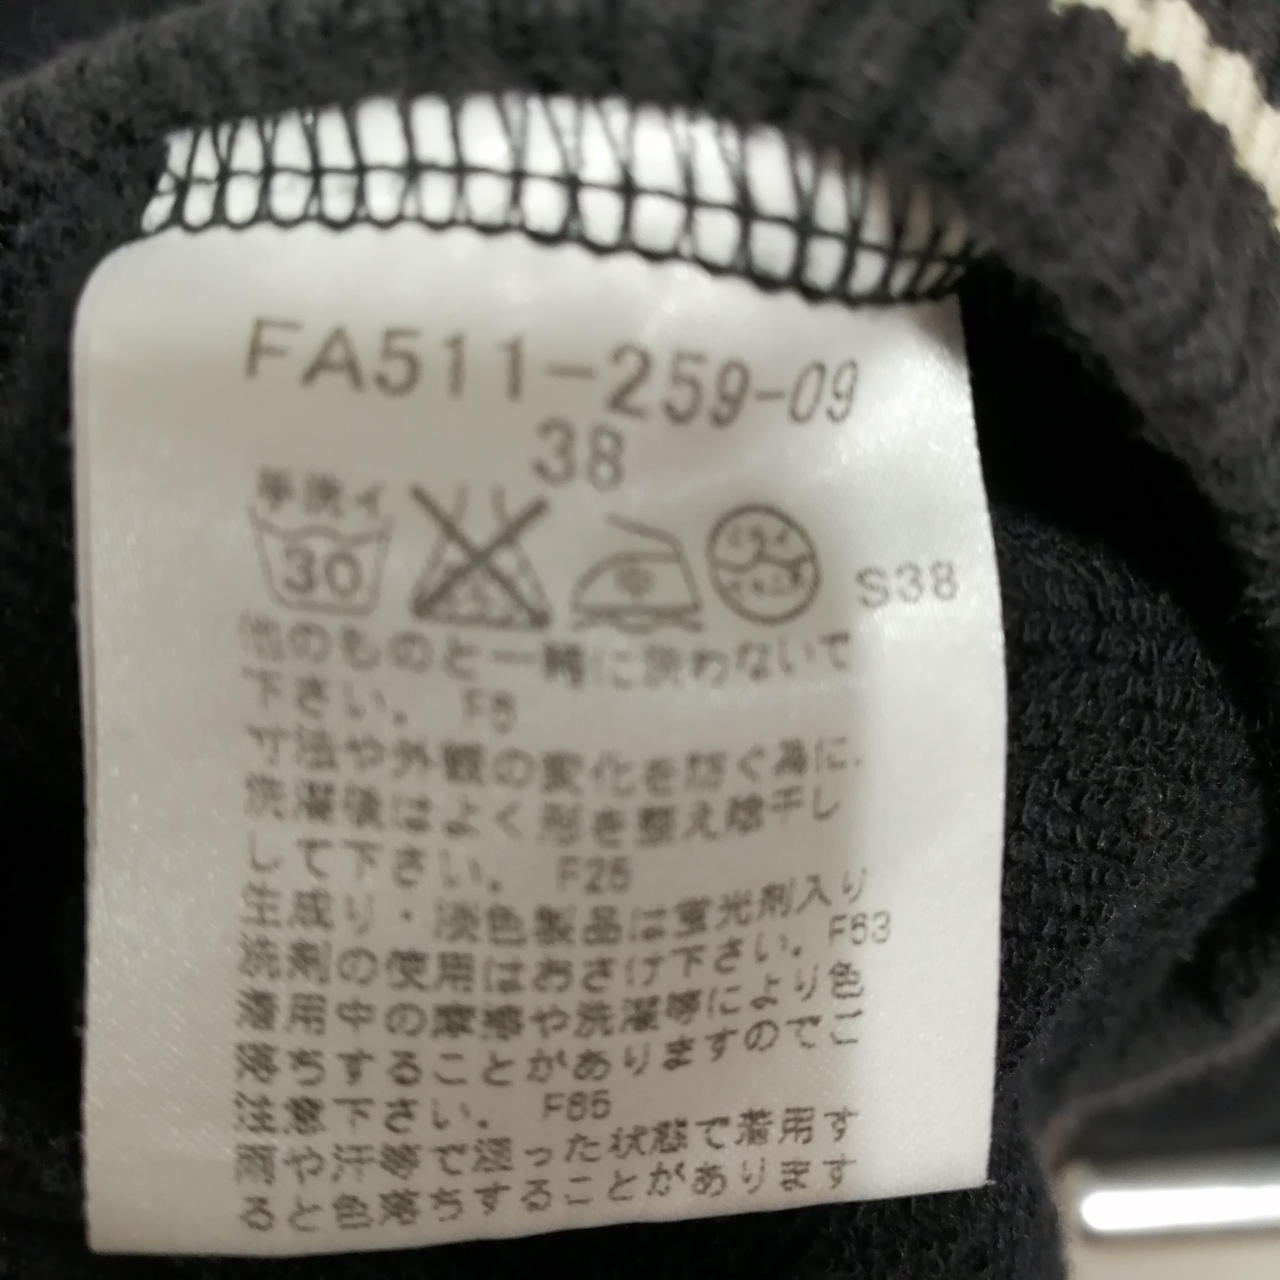 FA511-259-09
38
手洗イ
30
S38
他のものと一緒に洗わないで
下さい。 F5
寸法や外観の変化を防ぐ為に、
洗濯後はよく形を整え陰干し
して下さい。 F25
生成り・淡色製品は蛍光剤入り
洗剤の使用はおさけ下さい。F63
着用中の摩擦や洗濯等により色
落ちすることがありますのでご
注意下さい。 F65
雨や汗等で湿った状態で着用す
ると色落ちすることがあります